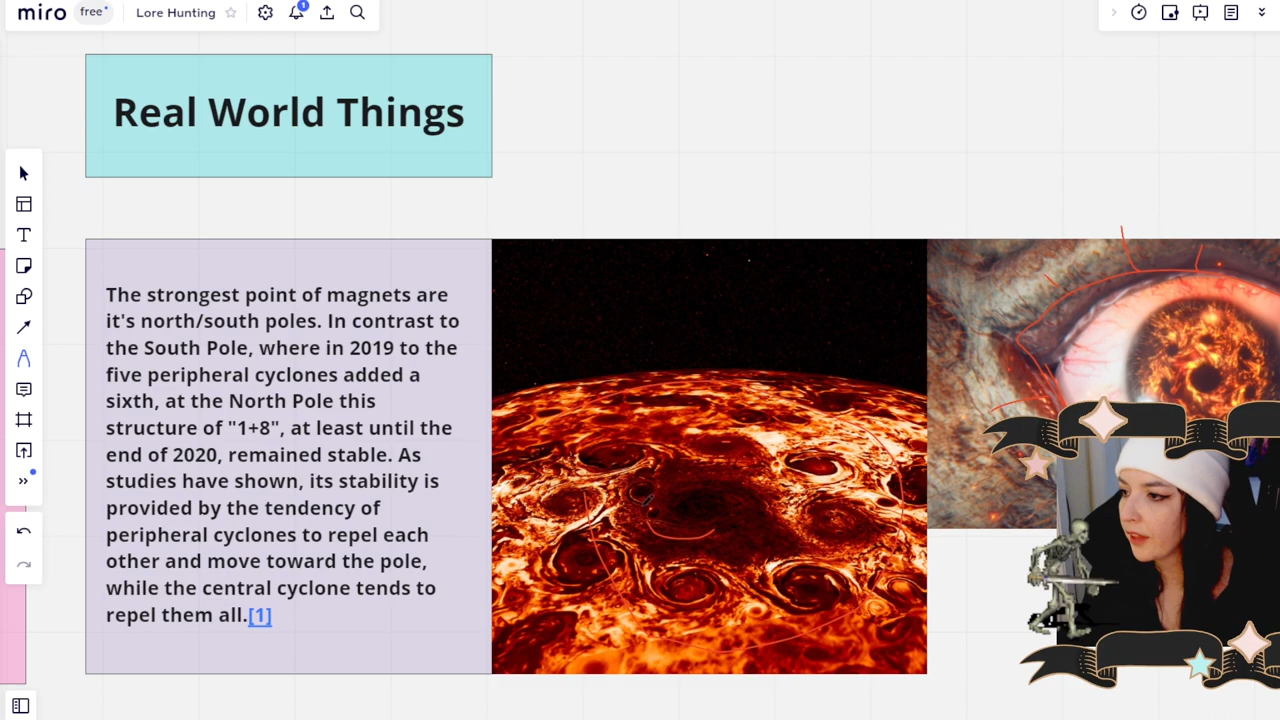 miro free Lore Hunting 1
Real World Things
The strongest point of magnets are
it's north/south poles. In contrast to
the South Pole, where in 2019 to the
five peripheral cyclones added a
sixth, at the North Pole this
structure of "1+8", at least until the
end of 2020, remained stable. As
studies have shown, its stability is
provided by the tendency of
peripheral cyclones to repel each
other and move toward the pole,
while the central cyclone tends to
repel them all.[1]